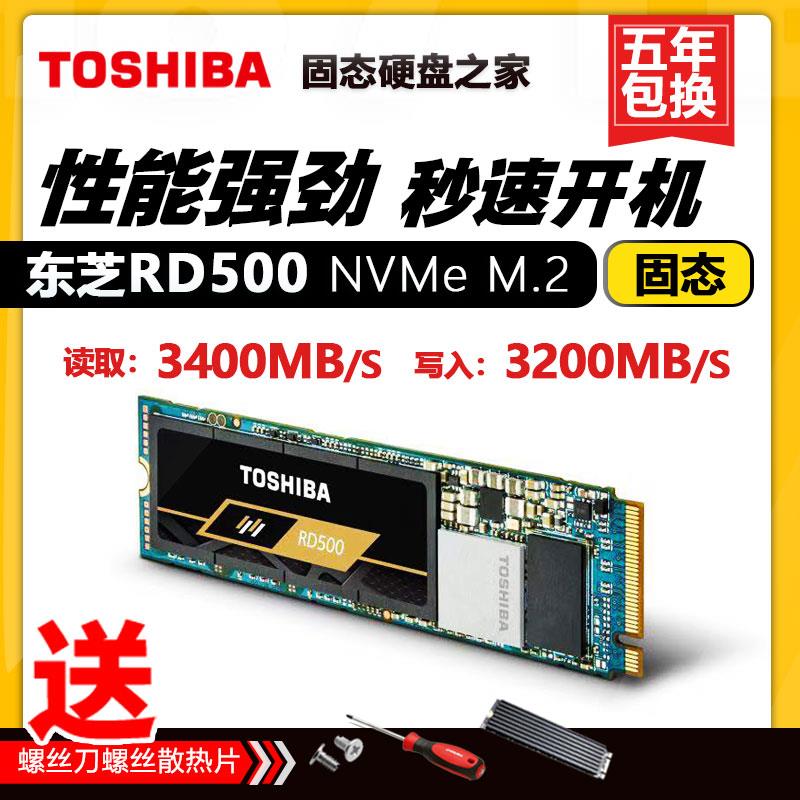 TOSHIBA 固态硬盘之家
五年
包换
性能强劲 秒速开机
东芝RD500 NVMe M.2 固态
读取：3400MB/S 写入：3200MB/S
TOSHIBA
RD500
TOSHIBA
送
螺丝刀螺丝散热片